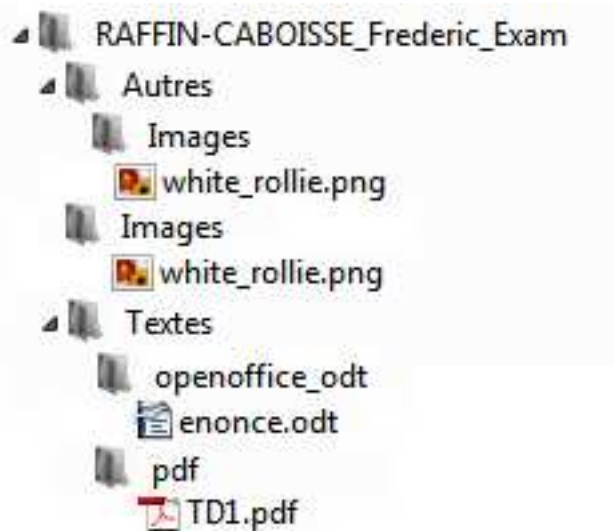 RAFFIN-CABOISSE_Frederic_Exam
Autres
Images
white_rollie.png
Images
white_rollie.png
Textes
openoffice_odt
enonce.odt
pdf
TD1.pdf